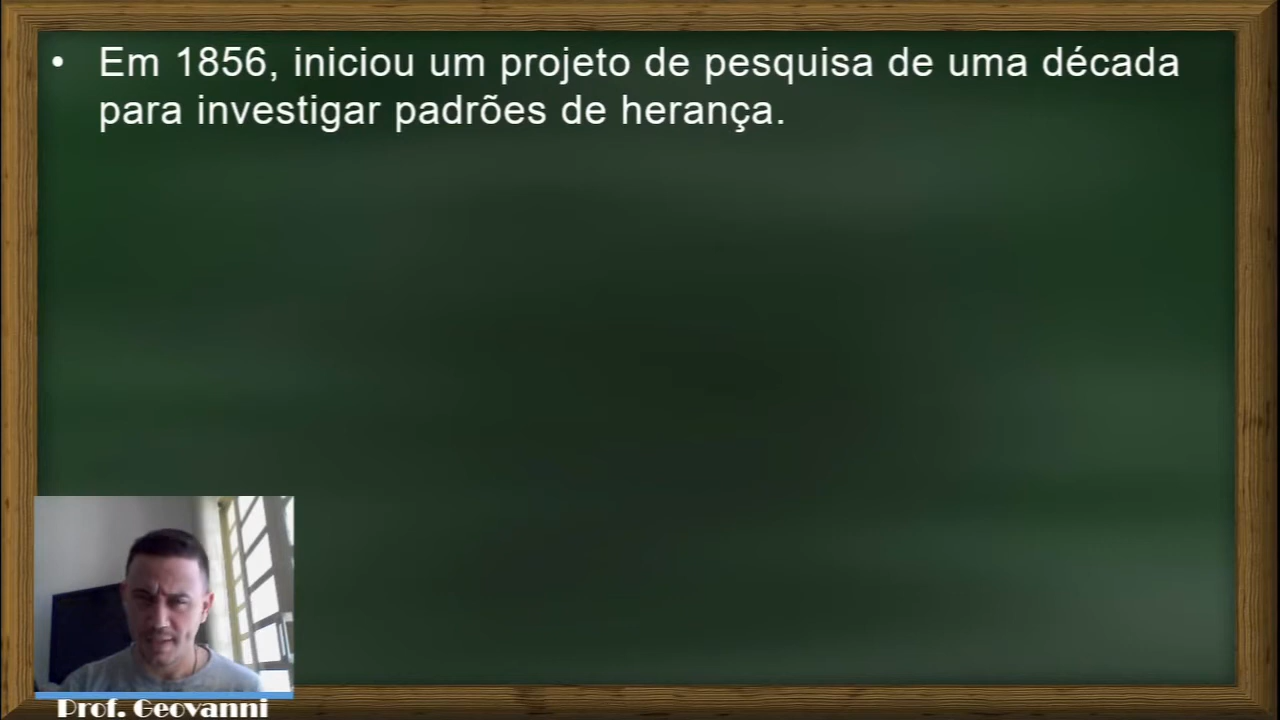 • Em 1856, iniciou um projeto de pesquisa de uma década
para investigar padrões de herança.
Prof. Geovanni